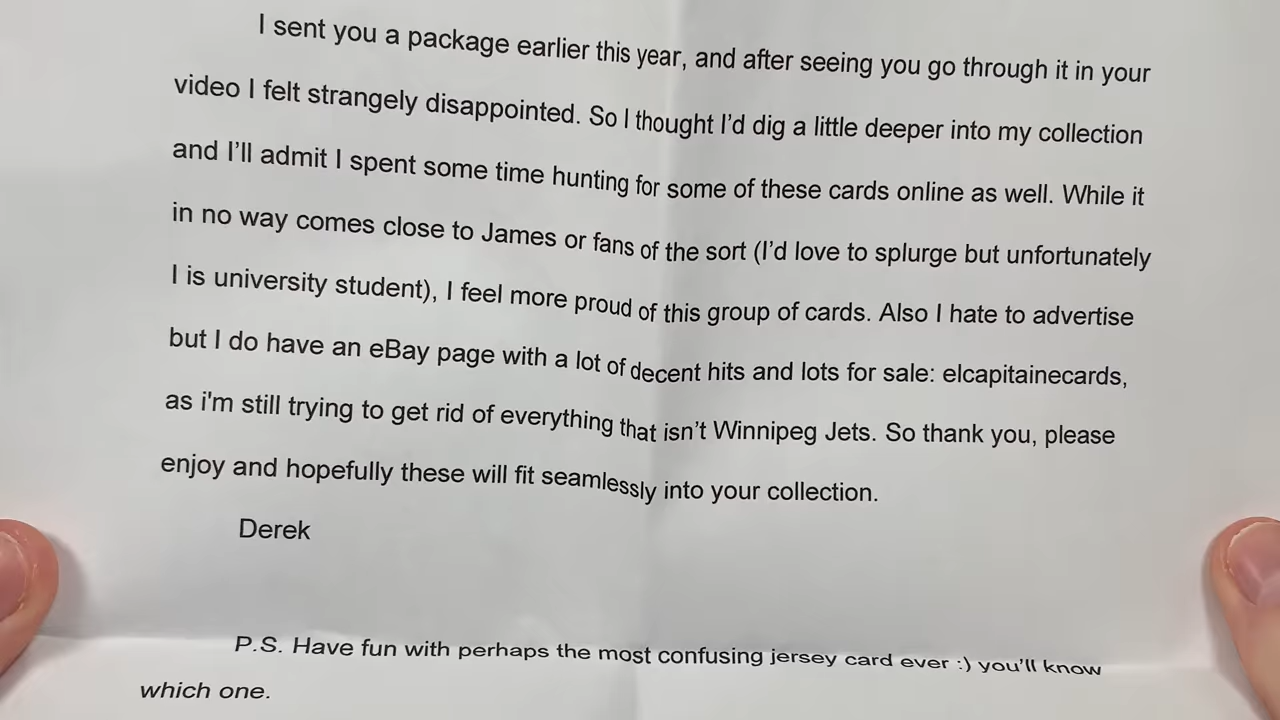 I sent you a package earlier this year, and after seeing you go through it in your
video I felt strangely disappointed. So I thought I'd dig a little deeper into my collection
and I'll admit I spent some time hunting for some of these cards online as well. While it
in no way comes close to James or fans of the sort (I'd love to splurge but unfortunately
I is university student), I feel more proud of this group of cards. Also I hate to advertise
but I do have an eBay page with a lot of decent hits and lots for sale: elcapitainecards,
as i'm still trying to get rid of everything that isn't Winnipeg Jets. So thank you, please
enjoy and hopefully these will fit seamlessly into your collection.
Derek
P.S. Have fun with perhaps the most confusing jersey card ever :) you'll know
which one.